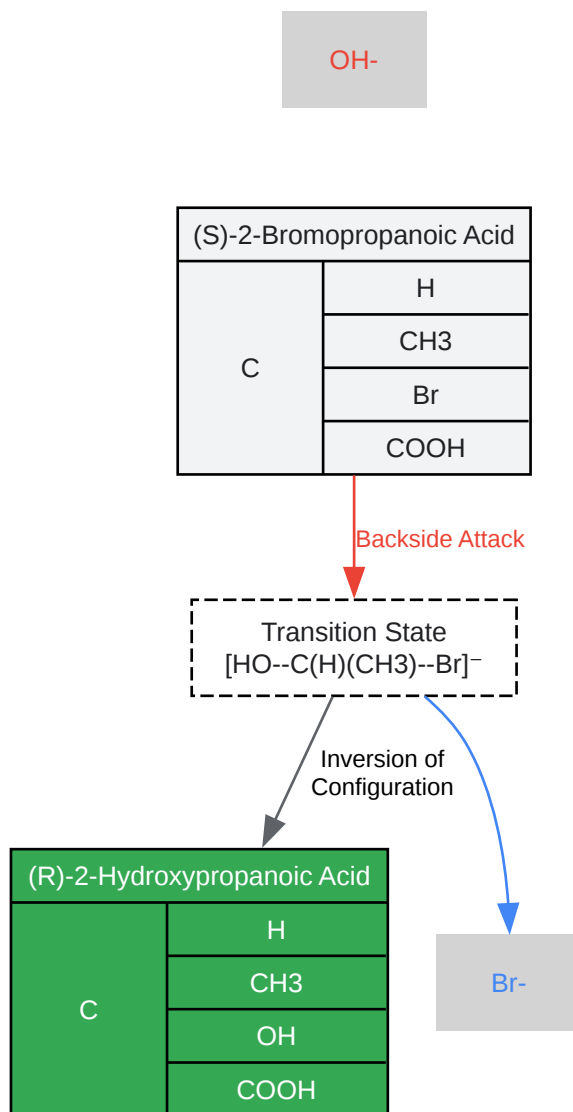 OH-
(S)-2-Bromopropanoic Acid
C
H
CH3
Br
COOH
Backside Attack
Transition State
[HO--C(H)(CH3)--Br]⁻
Inversion of
Configuration
(R)-2-Hydroxypropanoic Acid
C
H
CH3
OH
COOH
Br-